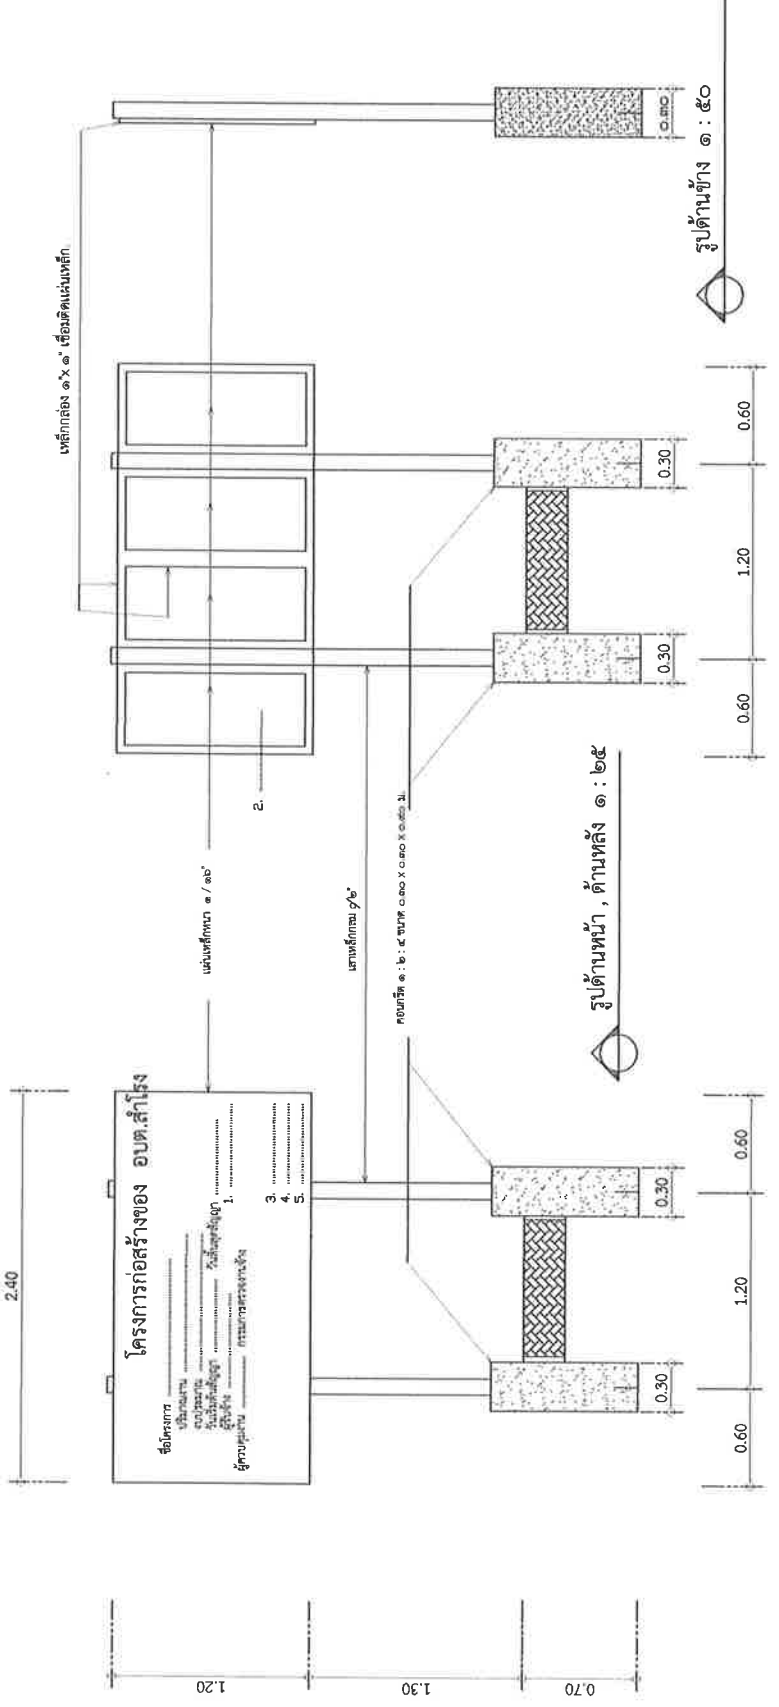 2.40
โครงการก่อสร้างของ อบต.สำโรง
ชื่อโครงการ
ปริมาณงาน
งบประมาณ
วันเริ่มต้นสัญญา วันสิ้นสุดสัญญา
ผู้รับจ้าง 1.
ผู้ควบคุมงาน กรรมการตรวจงานจ้าง
3.
4.
5.
2.
เหล็กกล่อง ๑"x ๑" เชื่อมติดแผ่นเหล็ก
แผ่นเหล็กหนา ๑ / ๑๖"
เสาเหล็กกลม
คอนกรีต ๑ : ๒ : ๔ ขนาด ๐.๓๐ X ๐.๓๐ X ม.
1.20
1.30
0.70
0.30
0.30
0.60
1.20
0.60
0.30
0.30
0.60
1.20
0.60
๐.๓๐
รูปด้านหน้า , ด้านหลัง ๑ : ๒๕
รูปด้านข้าง ๑ : ๕๐